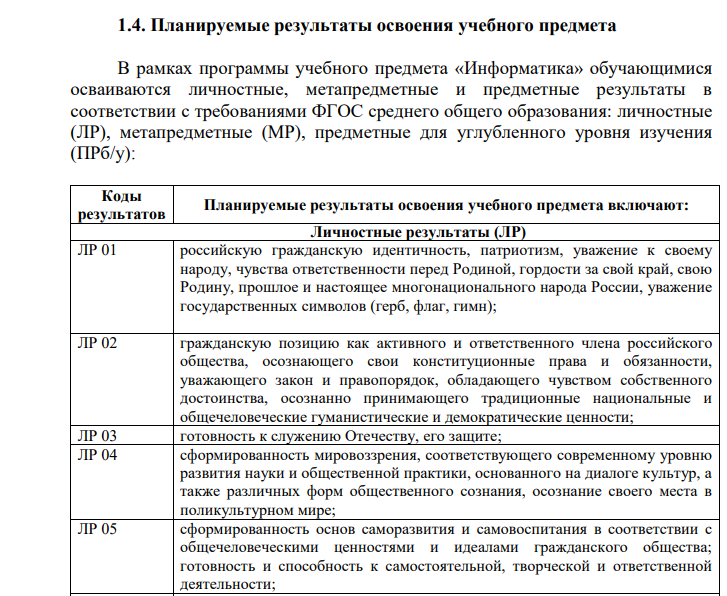 1.4. Планируемые результаты освоения учебного предмета
В рамках программы учебного предмета «Информатика» обучающимися
осваиваются личностные, метапредметные и предметные результаты в
соответствии с требованиями ФГОС среднего общего образования: личностные
(ЛР), метапредметные (МР), предметные для углубленного уровня изучения
(ПРб/у):
Коды
результатов
Планируемые результаты освоения учебного предмета включают:
Личностные результаты (ЛР)
ЛР 01
российскую гражданскую идентичность, патриотизм, уважение к своему
народу, чувства ответственности перед Родиной, гордости за свой край, свою
Родину, прошлое и настоящее многонационального народа России, уважение
государственных символов (герб, флаг, гимн);
ЛР 02
гражданскую позицию как активного и ответственного члена российского
общества, осознающего свои конституционные права и обязанности,
уважающего закон и правопорядок, обладающего чувством собственного
достоинства, осознанно принимающего традиционные национальные и
общечеловеческие гуманистические и демократические ценности;
ЛР 03
готовность к служению Отечеству, его защите;
ЛР 04
сформированность мировоззрения, соответствующего современному уровню
развития науки и общественной практики, основанного на диалоге культур, а
также различных форм общественного сознания, осознание своего места в
поликультурном мире;
ЛР 05
сформированность основ саморазвития и самовоспитания в соответствии с
общечеловеческими ценностями и идеалами гражданского общества;
готовность и способность к самостоятельной, творческой и ответственной
деятельности;